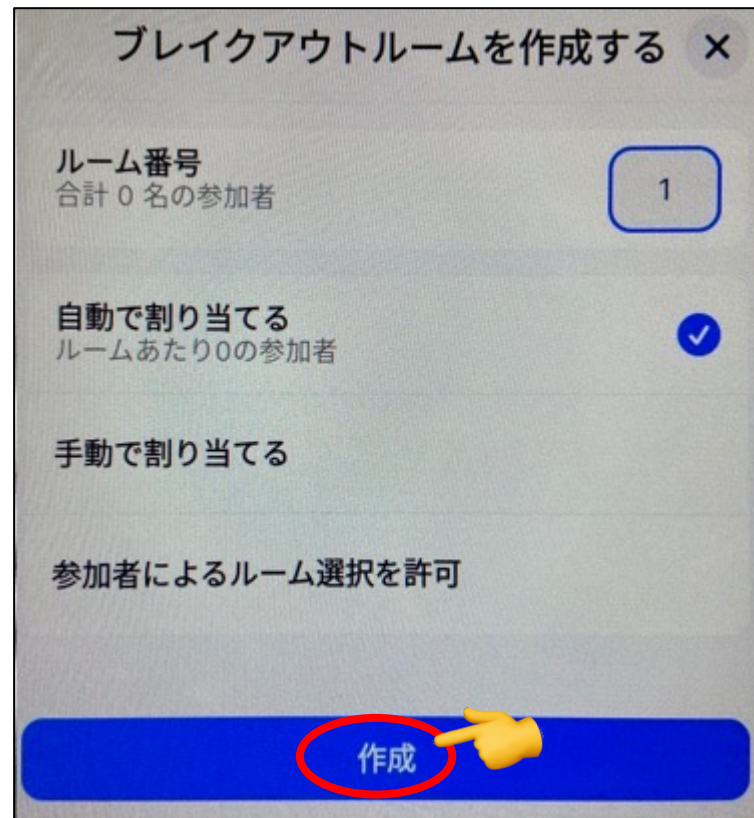 ブレイクアウトルームを作成する
ルーム番号
合計 0 名の参加者
1
自動で割り当てる
ルームあたり0の参加者
手動で割り当てる
参加者によるルーム選択を許可
作成